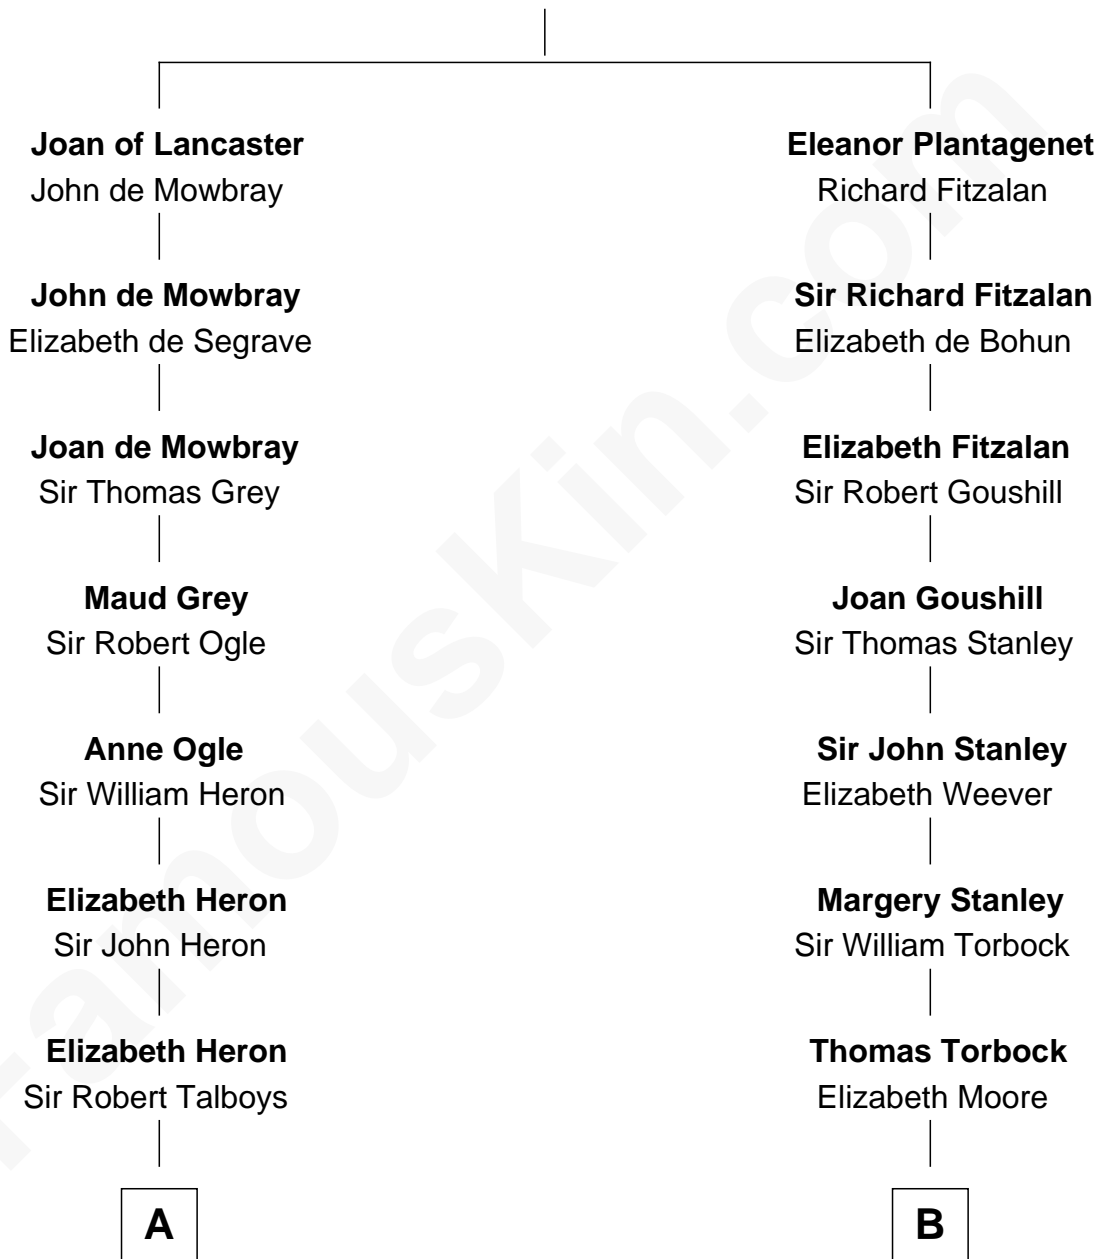 Joan of Lancaster
John de Mowbray
John de Mowbray
Elizabeth de Segrave
Joan de Mowbray
Sir Thomas Grey
Maud Grey
Sir Robert Ogle
Anne Ogle
Sir William Heron
Elizabeth Heron
Sir John Heron
Elizabeth Heron
Sir Robert Talboys
A
Eleanor Plantagenet
Richard Fitzalan
Sir Richard Fitzalan
Elizabeth de Bohun
Elizabeth Fitzalan
Sir Robert Goushill
Joan Goushill
Sir Thomas Stanley
Sir John Stanley
Elizabeth Weever
Margery Stanley
Sir William Torbock
Thomas Torbock
Elizabeth Moore
B
FamousKin.com